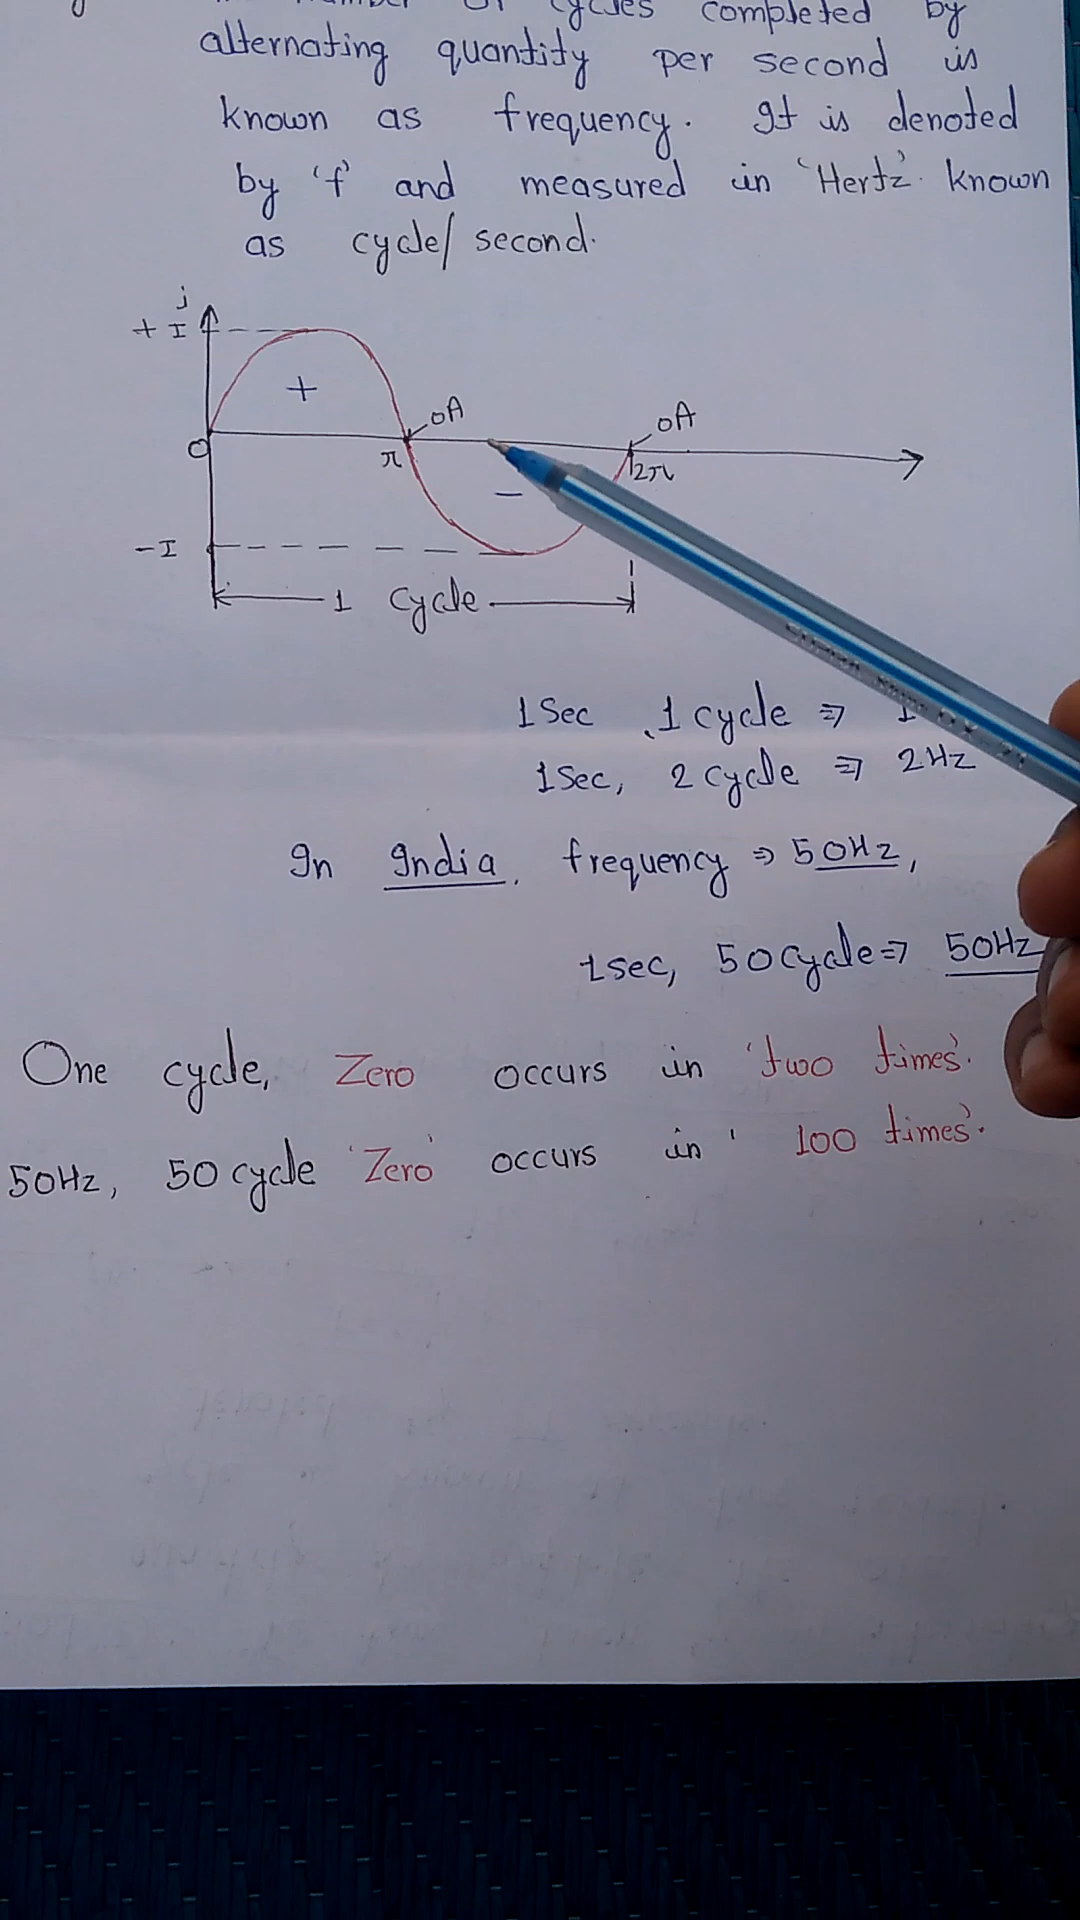 of cycles completed by
alternating quantity per second is
known as frequency. It is denoted
by 'f' and measured in 'Hertz' known
as cycle/second.
i
+I
+
0A
0A
O
π
2π
−
-I
1 cycle
1 Sec, 1 cycle ⇒ 1
1 Sec, 2 cycle ⇒ 2Hz
In India, frequency ⇒ 50Hz,
1sec, 50 cycle ⇒ 50Hz
One cycle, Zero occurs in 'two times'.
50Hz, 50 cycle 'Zero' occurs in ' 100 times'.